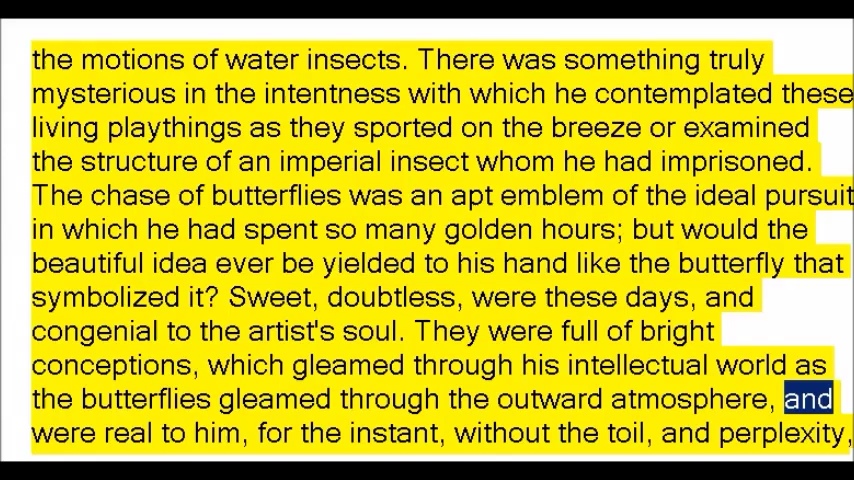 the motions of water insects. There was something truly
mysterious in the intentness with which he contemplated these
living playthings as they sported on the breeze or examined
the structure of an imperial insect whom he had imprisoned.
The chase of butterflies was an apt emblem of the ideal pursuit
in which he had spent so many golden hours; but would the
beautiful idea ever be yielded to his hand like the butterfly that
symbolized it? Sweet, doubtless, were these days, and
congenial to the artist's soul. They were full of bright
conceptions, which gleamed through his intellectual world as
the butterflies gleamed through the outward atmosphere, and
were real to him, for the instant, without the toil, and perplexity,